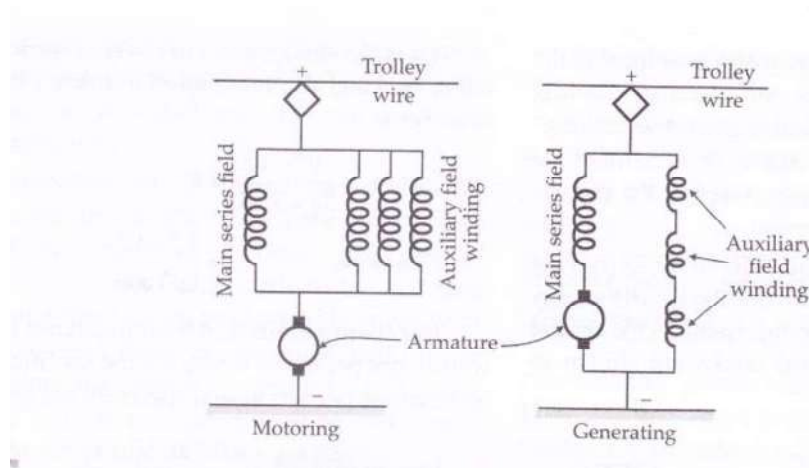 +
Trolley
wire
Main series field
Auxiliary field
winding
Armature
−
Motoring
+
Trolley
wire
Main series field
Auxiliary
field
winding
−
Generating